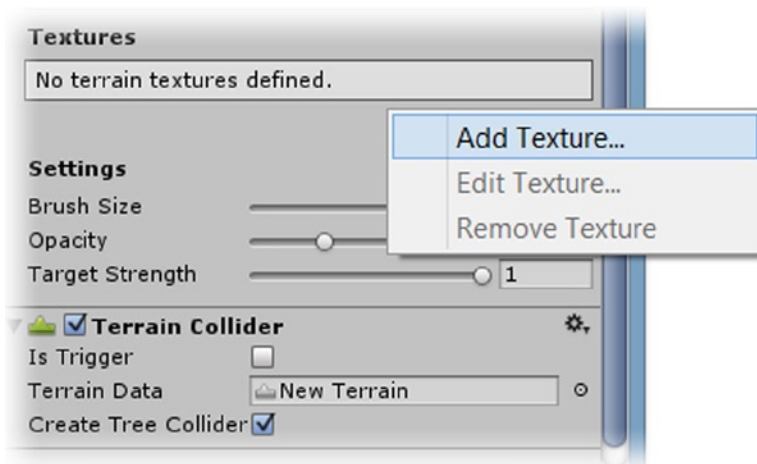 Textures
No terrain textures defined.
Add Texture...
Edit Texture...
Remove Texture
Settings
Brush Size
Opacity
Target Strength 1
Terrain Collider
Is Trigger
Terrain Data New Terrain
Create Tree Collider